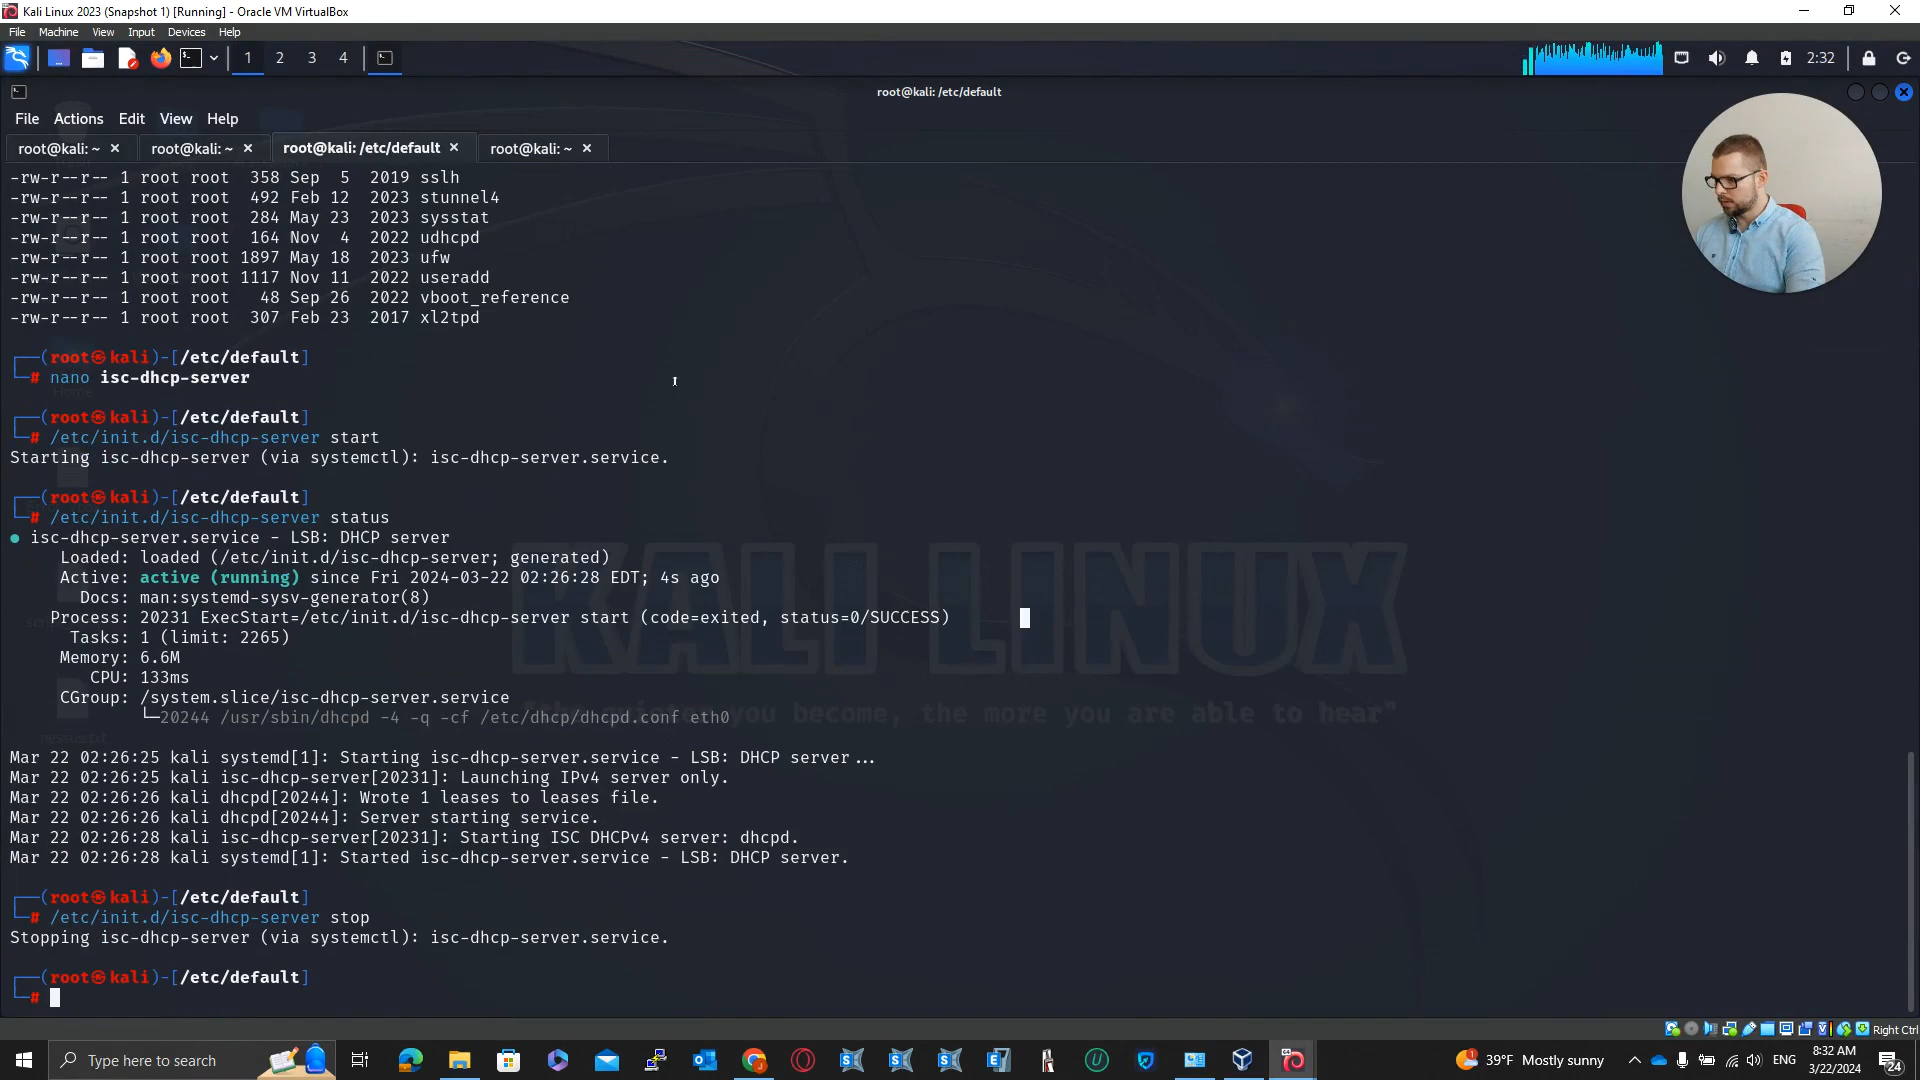 Kali Linux 2023 (Snapshot 1) [Running] - Oracle VM VirtualBox
File Machine View Input Devices Help
1 2 3 4
2:32
root@kali: /etc/default
File Actions Edit View Help
root@kali: ~ × root@kali: ~ × root@kali: /etc/default × root@kali: ~ ×
-rw-r--r-- 1 root root 358 Sep 5 2019 sslh
-rw-r--r-- 1 root root 492 Feb 12 2023 stunnel4
-rw-r--r-- 1 root root 284 May 23 2023 sysstat
-rw-r--r-- 1 root root 164 Nov 4 2022 udhcpd
-rw-r--r-- 1 root root 1897 May 18 2023 ufw
-rw-r--r-- 1 root root 1117 Nov 11 2022 useradd
-rw-r--r-- 1 root root 48 Sep 26 2022 vboot_reference
-rw-r--r-- 1 root root 307 Feb 23 2017 xl2tpd
┌──(root㉿kali)-[/etc/default]
└─# nano isc-dhcp-server
┌──(root㉿kali)-[/etc/default]
└─# /etc/init.d/isc-dhcp-server start
Starting isc-dhcp-server (via systemctl): isc-dhcp-server.service.
┌──(root㉿kali)-[/etc/default]
└─# /etc/init.d/isc-dhcp-server status
● isc-dhcp-server.service - LSB: DHCP server
Loaded: loaded (/etc/init.d/isc-dhcp-server; generated)
Active: active (running) since Fri 2024-03-22 02:26:28 EDT; 4s ago
Docs: man:systemd-sysv-generator(8)
Process: 20231 ExecStart=/etc/init.d/isc-dhcp-server start (code=exited, status=0/SUCCESS)
Tasks: 1 (limit: 2265)
Memory: 6.6M
CPU: 133ms
CGroup: /system.slice/isc-dhcp-server.service
└─20244 /usr/sbin/dhcpd -4 -q -cf /etc/dhcp/dhcpd.conf eth0
KALI LINUX
you become, the more you are able to hear"
Mar 22 02:26:25 kali systemd[1]: Starting isc-dhcp-server.service - LSB: DHCP server...
Mar 22 02:26:25 kali isc-dhcp-server[20231]: Launching IPv4 server only.
Mar 22 02:26:26 kali dhcpd[20244]: Wrote 1 leases to leases file.
Mar 22 02:26:26 kali dhcpd[20244]: Server starting service.
Mar 22 02:26:28 kali isc-dhcp-server[20231]: Starting ISC DHCPv4 server: dhcpd.
Mar 22 02:26:28 kali systemd[1]: Started isc-dhcp-server.service - LSB: DHCP server.
┌──(root㉿kali)-[/etc/default]
└─# /etc/init.d/isc-dhcp-server stop
Stopping isc-dhcp-server (via systemctl): isc-dhcp-server.service.
┌──(root㉿kali)-[/etc/default]
└─#
Right Ctrl
Type here to search
39°F Mostly sunny
ENG
8:32 AM
3/22/2024
24